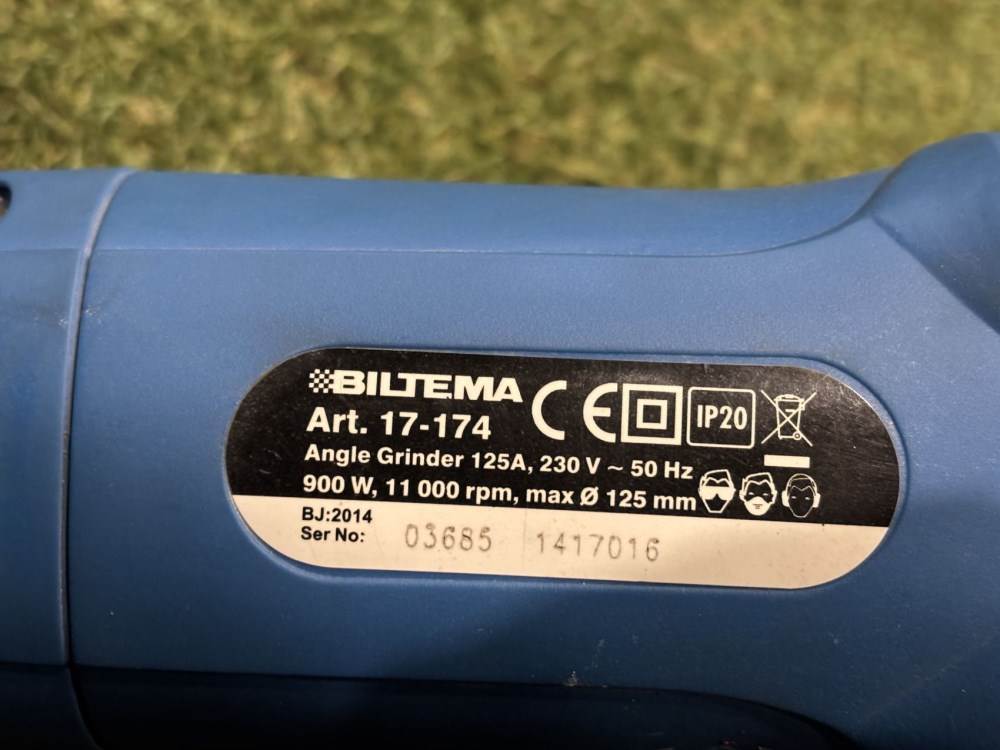 BILTEMA
Art. 17-174
CE
IP20
Angle Grinder 125A, 230 V ~ 50 Hz
900 W, 11 000 rpm, max Ø 125 mm
BJ:2014
Ser No: 03685 1417016